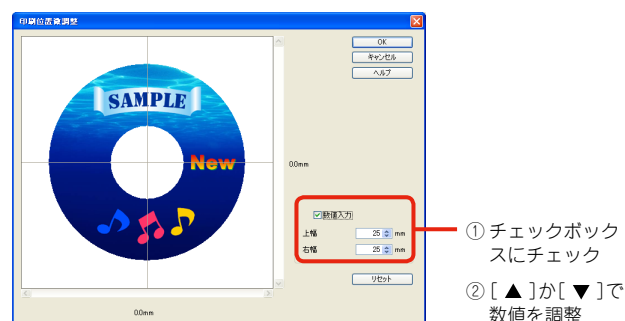 印刷位置微調整
OK
キャンセル
ヘルプ
SAMPLE
New
0.0mm
数値入力
上幅 25 mm
右幅 25 mm
リセット
0.0mm
① チェックボック
スにチェック
② [ ▲ ]か[ ▼ ]で
数値を調整